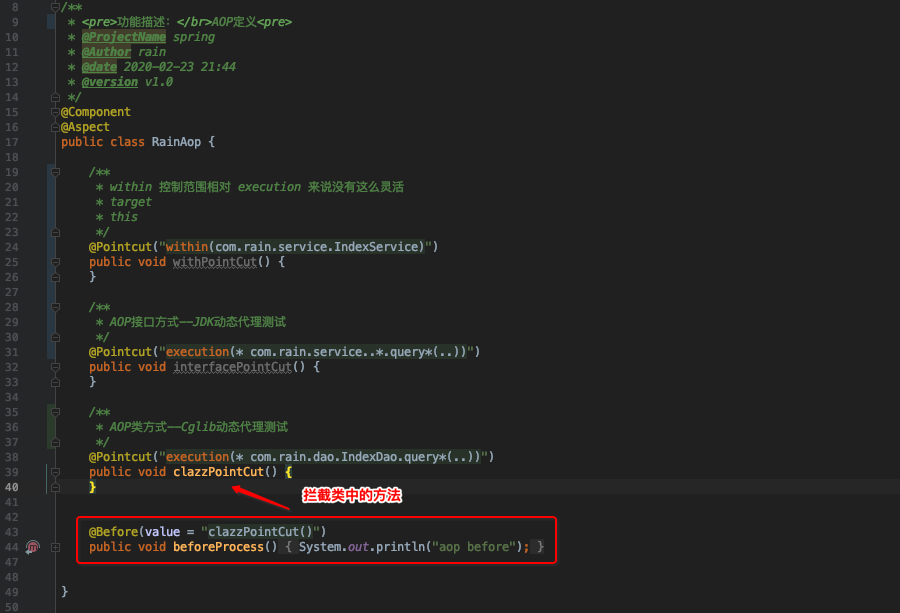 8 /**
9 * <pre>功能描述：</br>AOP定义<pre>
10 * @ProjectName spring
11 * @Author rain
12 * @date 2020-02-23 21:44
13 * @version v1.0
14 */
15 @Component
16 @Aspect
17 public class RainAop {
18
19 /**
20 * within 控制范围相对 execution 来说没有这么灵活
21 * target
22 * this
23 */
24 @Pointcut("within(com.rain.service.IndexService)")
25 public void withPointCut() {
26 }
27
28 /**
29 * AOP接口方式--JDK动态代理测试
30 */
31 @Pointcut("execution(* com.rain.service..*.query*(..))")
32 public void interfacePointCut() {
33 }
34
35 /**
36 * AOP类方式--Cglib动态代理测试
37 */
38 @Pointcut("execution(* com.rain.dao.IndexDao.query*(..))")
39 public void clazzPointCut() {
40 }
拦截类中的方法
41
42
43 @Before(value = "clazzPointCut()")
44 public void beforeProcess() { System.out.println("aop before"); }
47
48
49 }
50